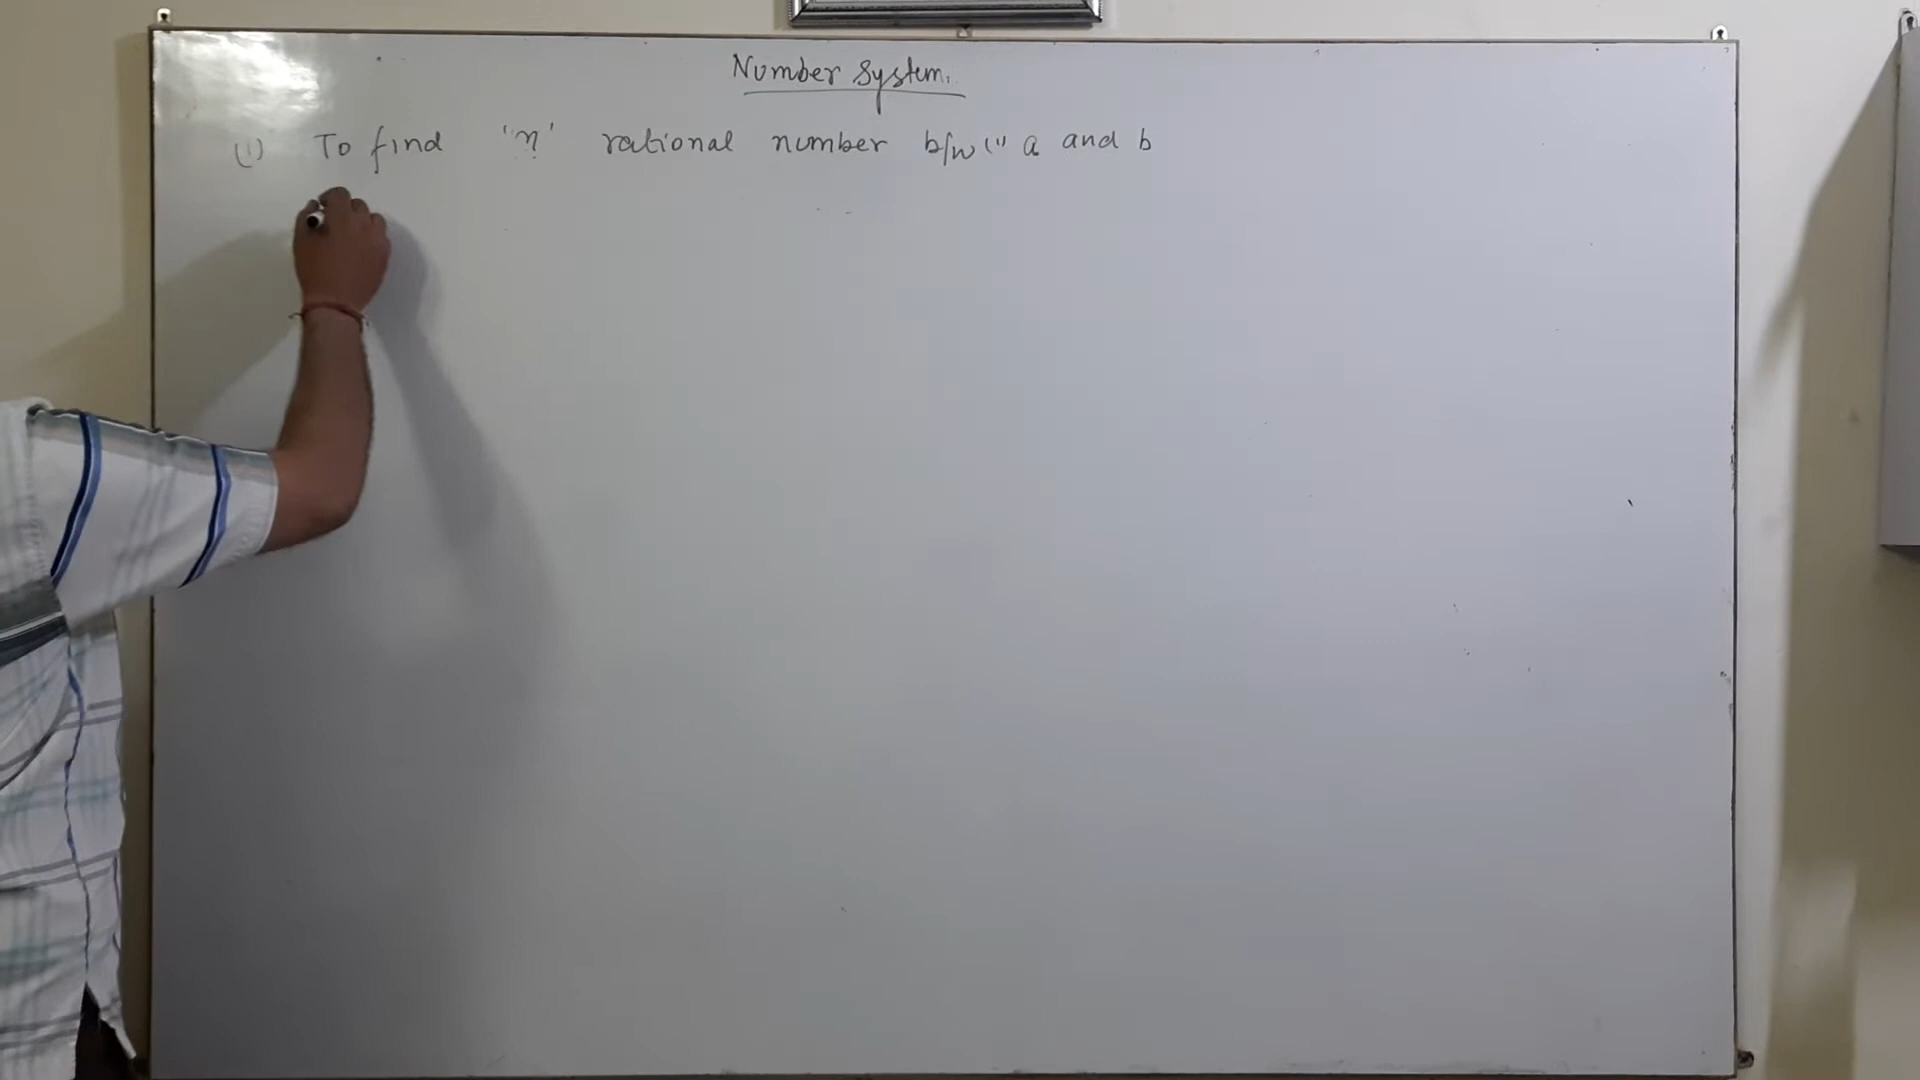 Number System.
(1) To find 'n' rational number b/w (" a and b